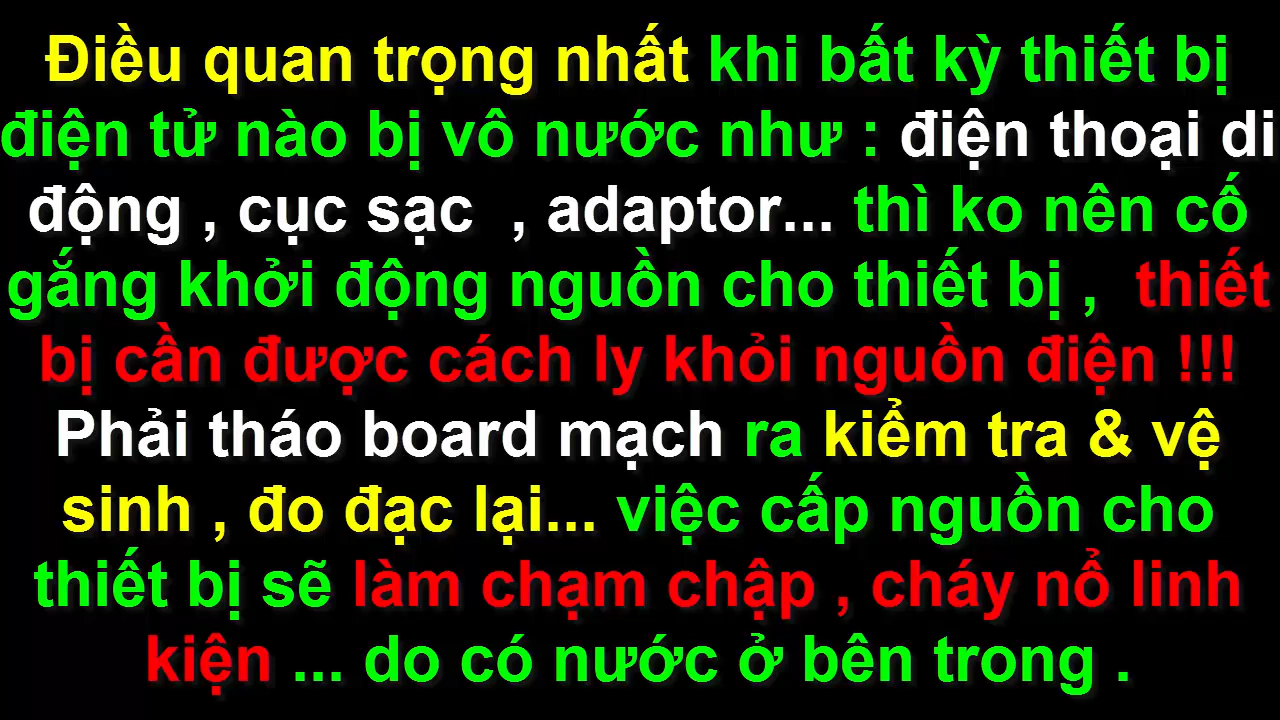 Điều quan trọng nhất khi bất kỳ thiết bị
điện tử nào bị vô nước như : điện thoại di
động , cục sạc , adaptor... thì ko nên cố
gắng khởi động nguồn cho thiết bị , thiết
bị cần được cách ly khỏi nguồn điện !!!
Phải tháo board mạch ra kiểm tra & vệ
sinh , đo đạc lại... việc cấp nguồn cho
thiết bị sẽ làm chạm chập , cháy nổ linh
kiện ... do có nước ở bên trong .